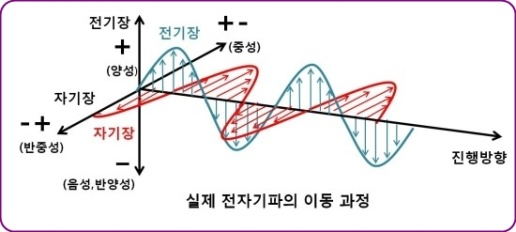 전기장
+
(양성)
전기장
+-
(중성)
자기장
-+
(반중성)
자기장
-
(음성,반양성)
진행방향
실제 전자기파의 이동 과정